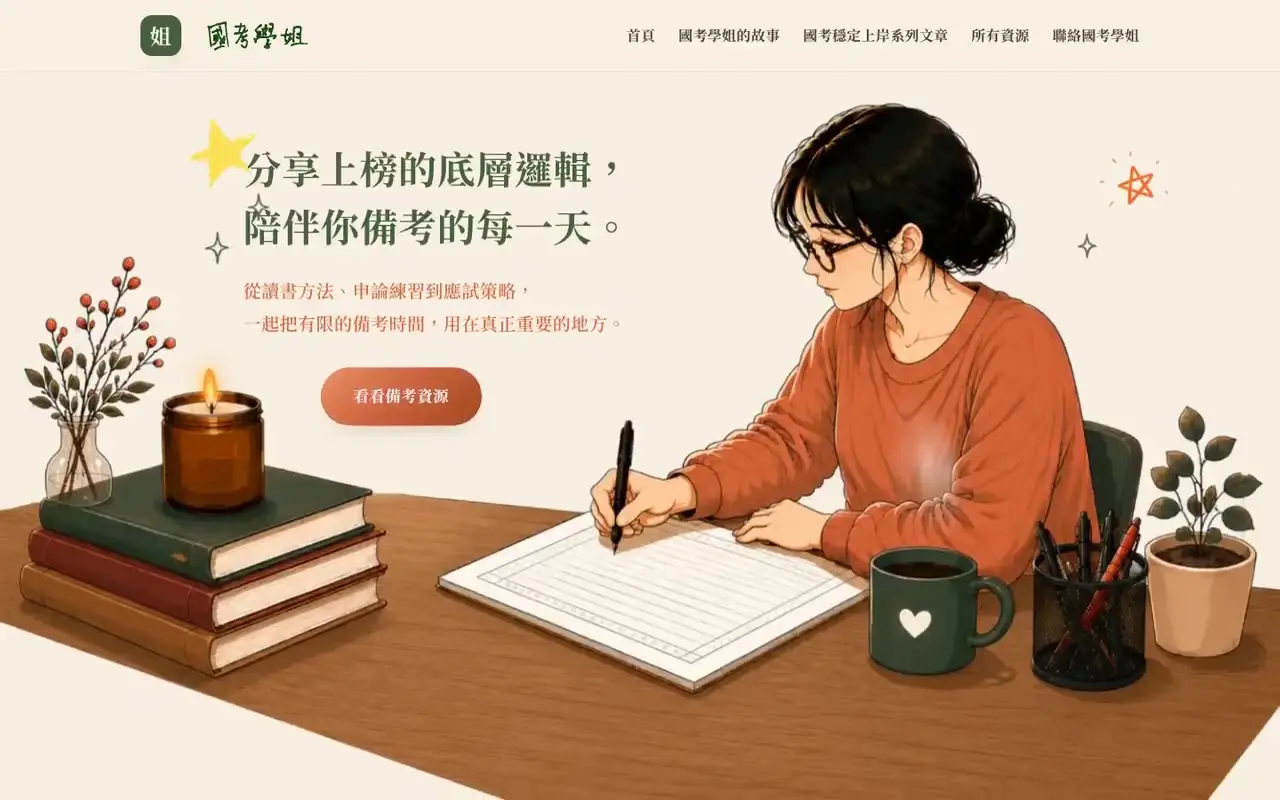 姐
國考學姐
首頁
國考學姐的故事
國考穩定上岸系列文章
所有資源
聯絡國考學姐
分享上榜的底層邏輯，
陪伴你備考的每一天。
從讀書方法、申論練習到應試策略，
一起把有限的備考時間，用在真正重要的地方。
看看備考資源